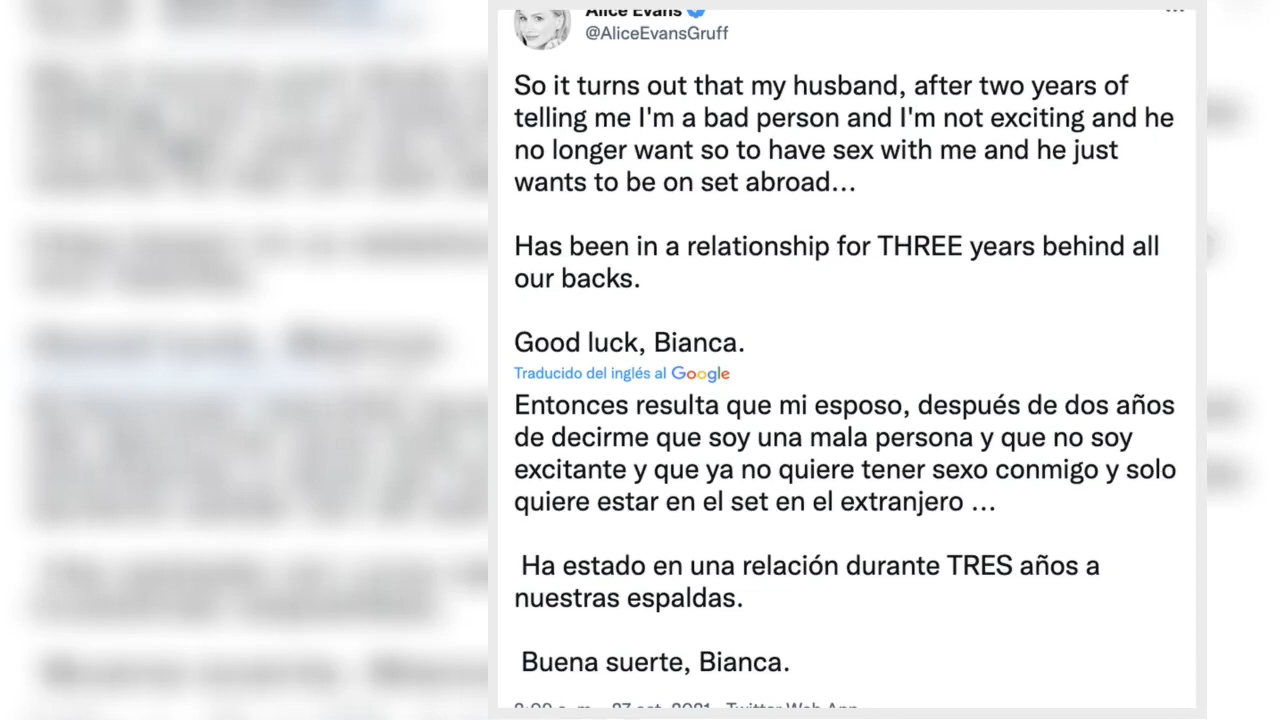 Alice Evans
@AliceEvansGruff
So it turns out that my husband, after two years of
telling me I'm a bad person and I'm not exciting and he
no longer want so to have sex with me and he just
wants to be on set abroad...
Has been in a relationship for THREE years behind all
our backs.
Good luck, Bianca.
Traducido del inglés al Google
Entonces resulta que mi esposo, después de dos años
de decirme que soy una mala persona y que no soy
excitante y que ya no quiere tener sexo conmigo y solo
quiere estar en el set en el extranjero ...
Ha estado en una relación durante TRES años a
nuestras espaldas.
Buena suerte, Bianca.